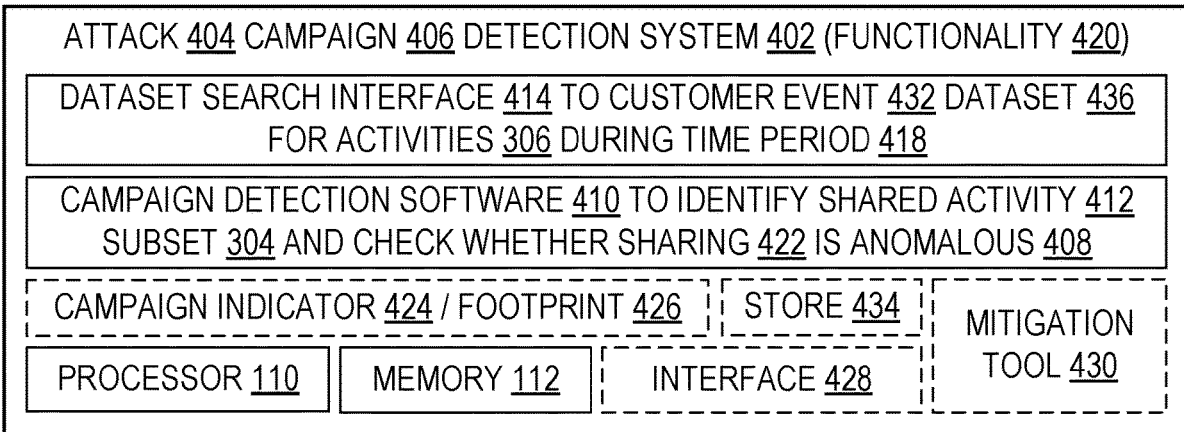 ATTACK 404 CAMPAIGN 406 DETECTION SYSTEM 402 (FUNCTIONALITY 420)
DATASET SEARCH INTERFACE 414 TO CUSTOMER EVENT 432 DATASET 436
FOR ACTIVITIES 306 DURING TIME PERIOD 418
CAMPAIGN DETECTION SOFTWARE 410 TO IDENTIFY SHARED ACTIVITY 412
SUBSET 304 AND CHECK WHETHER SHARING 422 IS ANOMALOUS 408
CAMPAIGN INDICATOR 424 / FOOTPRINT 426
STORE 434
MITIGATION
TOOL 430
PROCESSOR 110
MEMORY 112
INTERFACE 428